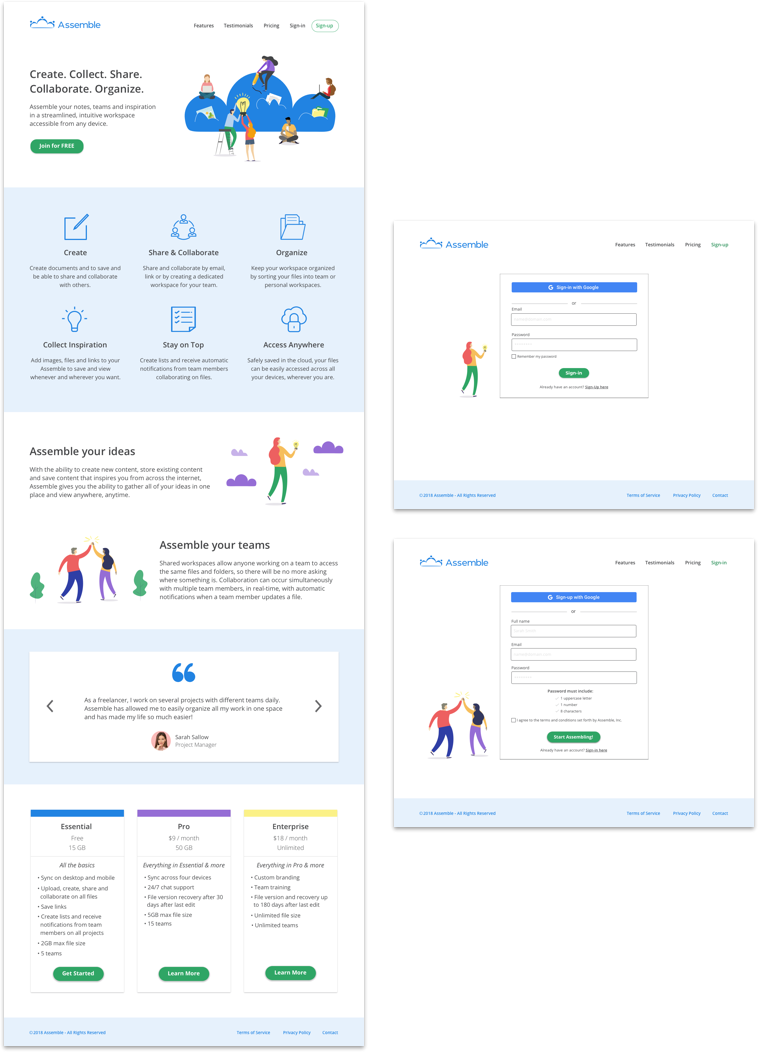 Assemble
Features Testimonials Pricing Sign-in Sign-up
Create. Collect. Share.
Collaborate. Organize.
Assemble your notes, teams and inspiration
in a streamlined, intuitive workspace
accessible from any device.
Join for FREE
Create
Create documents and to save and
be able to share and collaborate
with others.
Share & Collaborate
Share and collaborate by email,
link or by creating a dedicated
workspace for your team.
Organize
Keep your workspace organized
by sorting your files into team or
personal workspaces.
Collect Inspiration
Add images, files and links to your
Assemble to save and view
whenever and wherever you want.
Stay on Top
Create lists and receive automatic
notifications from team members
collaborating on files.
Access Anywhere
Safely saved in the cloud, your files
can be easily accessed across all
your devices, wherever you are.
Assemble your ideas
With the ability to create new content, store existing content
and save content that inspires you from across the internet,
Assemble gives you the ability to gather all of your ideas in one
place and view anywhere, anytime.
Assemble your teams
Shared workspaces allow anyone working on a team to access
the same files and folders, so there will be no more asking
where something is. Collaboration can occur simultaneously
with multiple team members, in real-time, with automatic
notifications when a team member updates a file.
As a freelancer, I work on several projects with different teams daily.
Assemble has allowed me to easily organize all my work in one space
and has made my life so much easier!
Sarah Sallow
Project Manager
Essential
Free
15 GB
All the basics
• Sync on desktop and mobile
• Upload, create, share and
collaborate on all files
• Save links
• Create lists and receive
notifications from team
members on all projects
• 2GB max file size
• 5 teams
Get Started
Pro
$9 / month
50 GB
Everything in Essential & more
• Sync across four devices
• 24/7 chat support
• File version recovery after 30
days after last edit
• 5GB max file size
• 15 teams
Learn More
Enterprise
$18 / month
Unlimited
Everything in Pro & more
• Custom branding
• Team training
• File version and recovery up
to 180 days after last edit
• Unlimited file size
• Unlimited teams
Learn More
©2018 Assemble - All Rights Reserved
Terms of Service Privacy Policy Contact
Assemble
Features Testimonials Pricing Sign-up
G Sign-in with Google
or
Email
Password
Remember my password
Sign-in
Already have an account? Sign-Up here
©2018 Assemble - All Rights Reserved
Terms of Service Privacy Policy Contact
Assemble
Features Testimonials Pricing Sign-in
G Sign-up with Google
or
Full name
Email
Password
Password must include:
1 uppercase letter
1 number
8 characters
I agree to the terms and conditions set forth by Assemble, Inc.
Start Assembling!
Already have an account? Sign-in here
©2018 Assemble - All Rights Reserved
Terms of Service Privacy Policy Contact